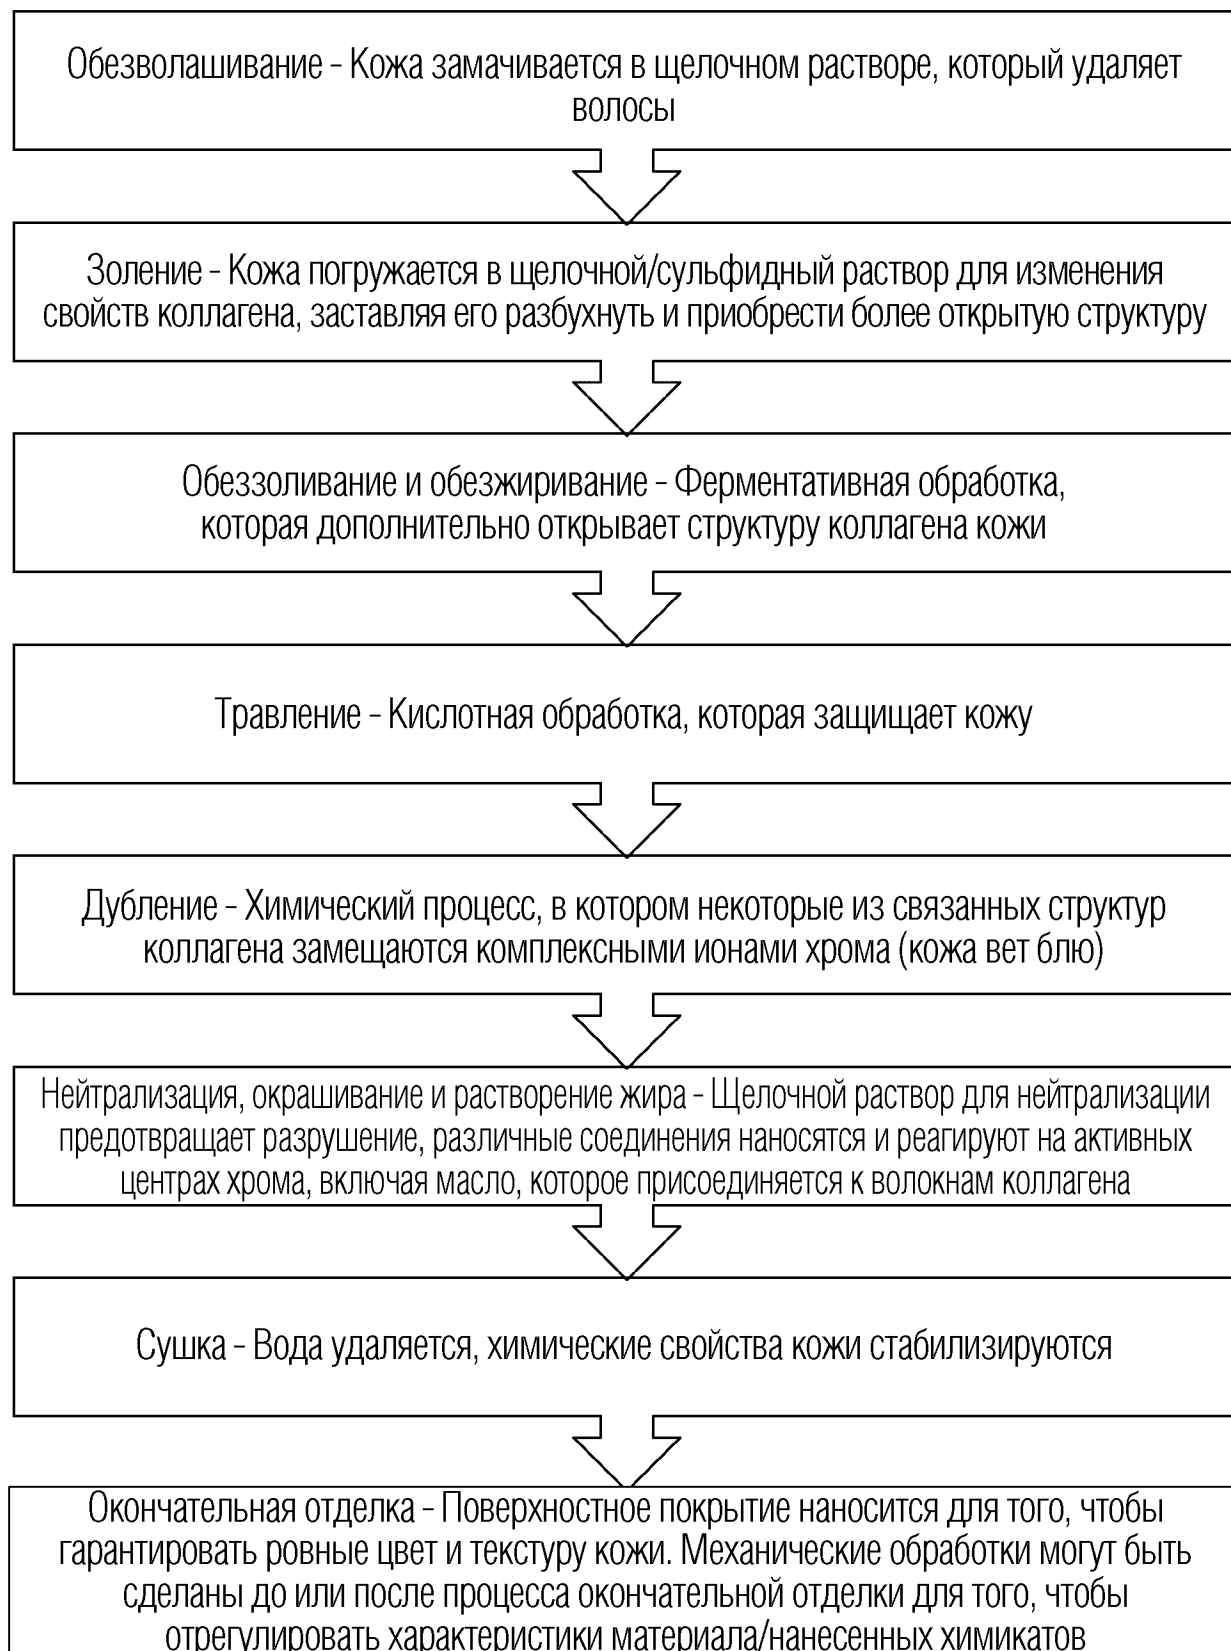 Обезволашивание – Кожа замачивается в щелочном растворе, который удаляет
волосы
Золение – Кожа погружается в щелочной/сульфидный раствор для изменения
свойств коллагена, заставляя его разбухнуть и приобрести более открытую структуру
Обеззоливание и обезжиривание – Ферментативная обработка,
которая дополнительно открывает структуру коллагена кожи
Травление – Кислотная обработка, которая защищает кожу
Дубление – Химический процесс, в котором некоторые из связанных структур
коллагена замещаются комплексными ионами хрома (кожа вет блю)
Нейтрализация, окрашивание и растворение жира – Щелочной раствор для нейтрализации
предотвращает разрушение, различные соединения наносятся и реагируют на активных
центрах хрома, включая масло, которое присоединяется к волокнам коллагена
Сушка – Вода удаляется, химические свойства кожи стабилизируются
Окончательная отделка – Поверхностное покрытие наносится для того, чтобы
гарантировать ровные цвет и текстуру кожи. Механические обработки могут быть
сделаны до или после процесса окончательной отделки для того, чтобы
отрегулировать характеристики материала/нанесенных химикатов